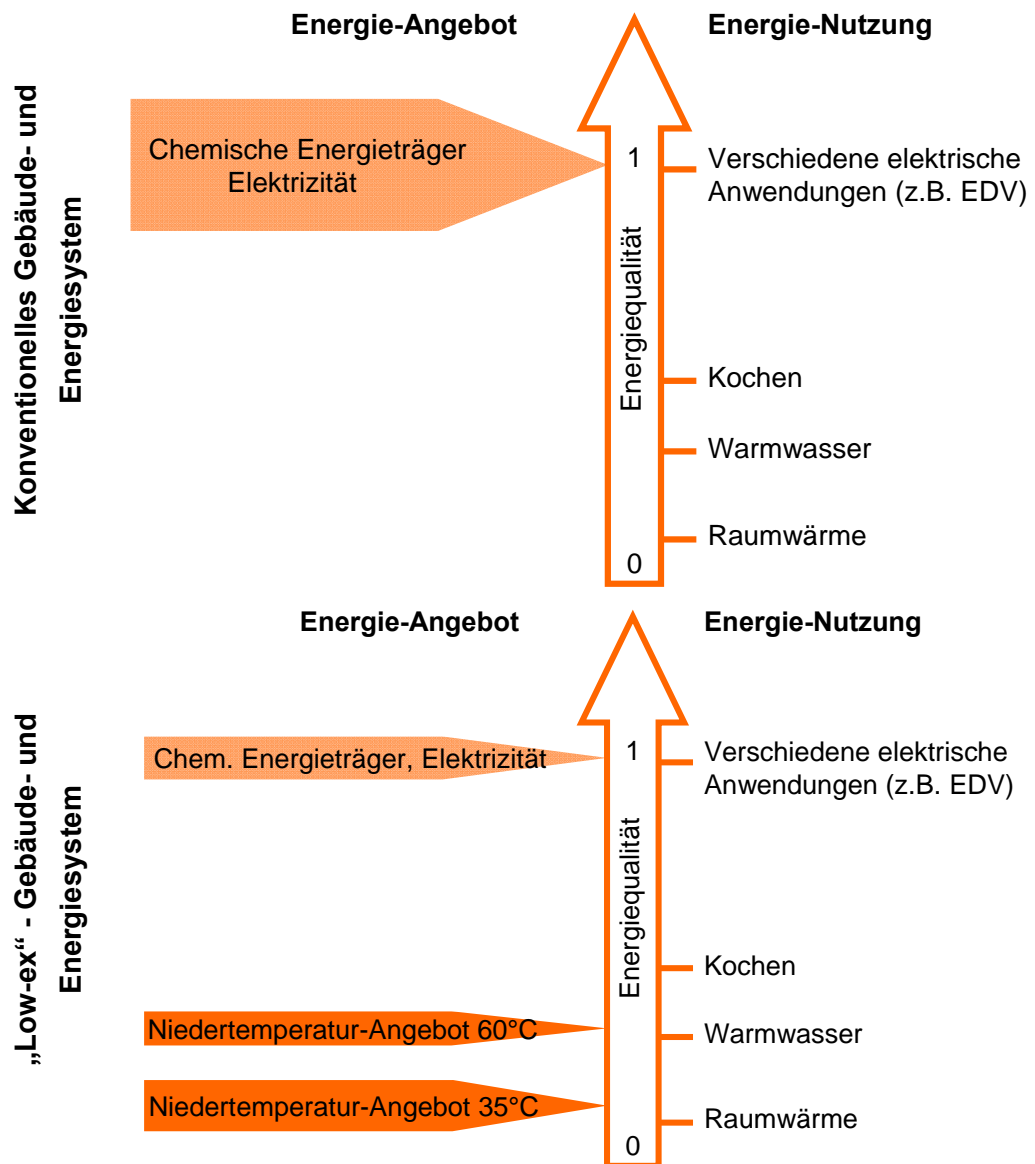 Energie-Angebot
Energie-Nutzung
Konventionelles Gebäude- und
Energiesystem
Chemische Energieträger
Elektrizität
1
Energiequalität
0
Verschiedene elektrische
Anwendungen (z.B. EDV)
Kochen
Warmwasser
Raumwärme
Energie-Angebot
Energie-Nutzung
„Low-ex“ - Gebäude- und
Energiesystem
Chem. Energieträger, Elektrizität
Niedertemperatur-Angebot 60°C
Niedertemperatur-Angebot 35°C
1
Energiequalität
0
Verschiedene elektrische
Anwendungen (z.B. EDV)
Kochen
Warmwasser
Raumwärme